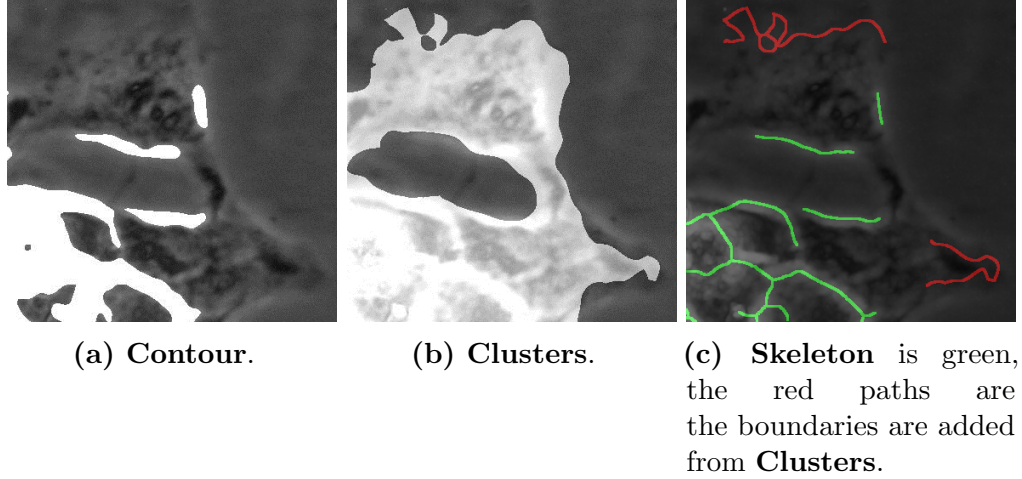 (a) Contour.
(b) Clusters.
(c) Skeleton is green,
the red paths are
the boundaries are added
from Clusters.